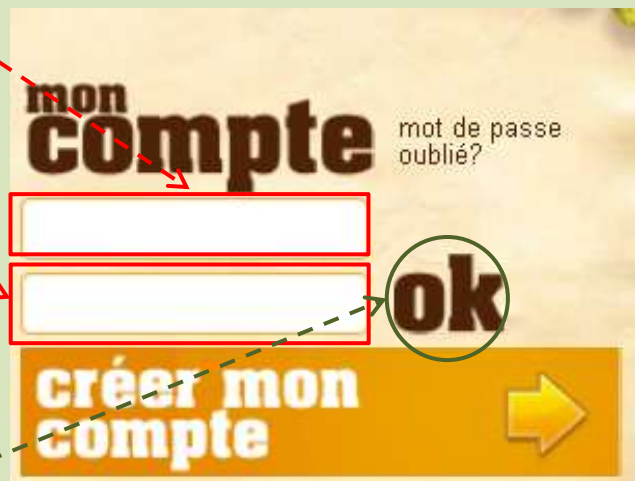 mon
compte
mot de passe
oublié?
ok
créer mon
compte